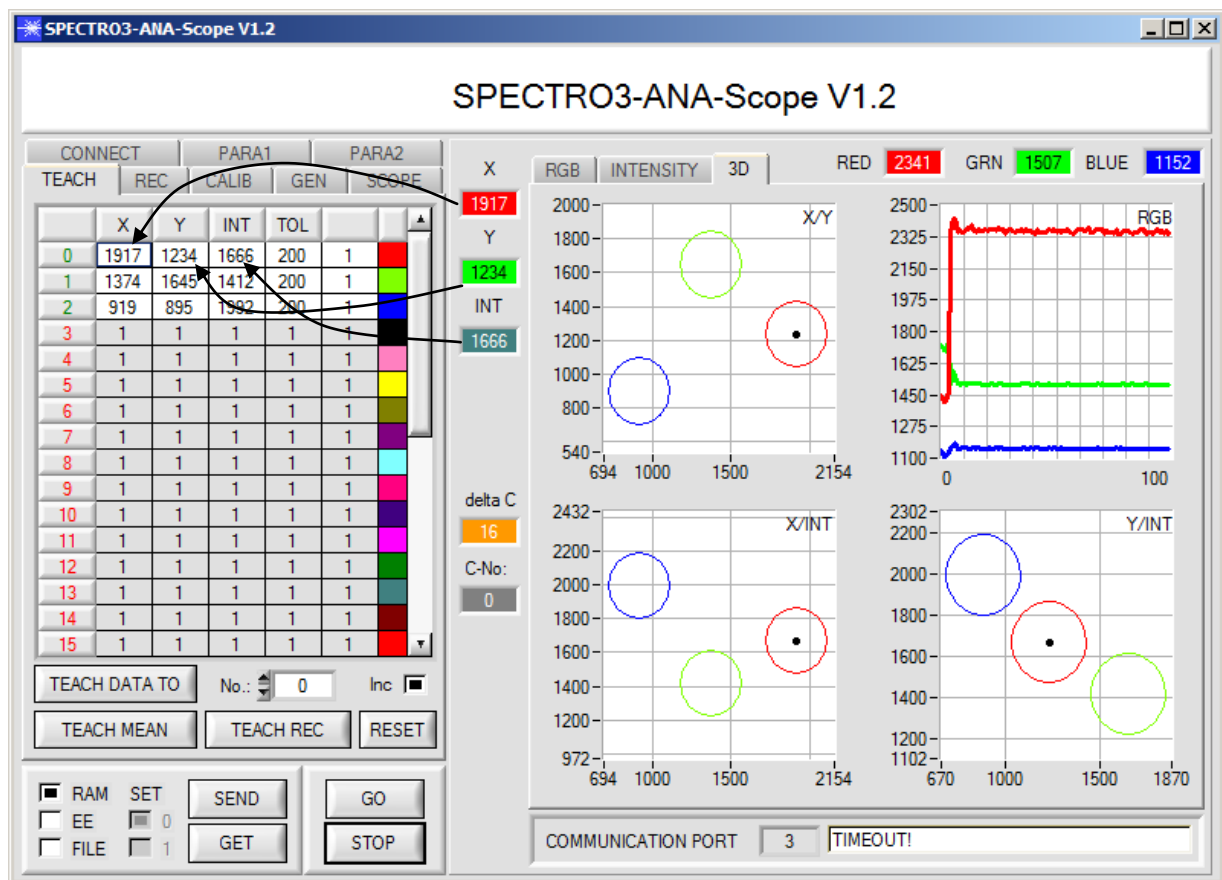 SPECTRO3-ANA-Scope V1.2
SPECTRO3-ANA-Scope V1.2
CONNECT PARA1 PARA2
TEACH REC CALIB GEN SCOPE
X Y INT TOL
0 1917 1234 1666 200 1
1 1374 1645 1412 200 1
2 919 895 1992 200 1
3 1 1 1 1 1
4 1 1 1 1 1
5 1 1 1 1 1
6 1 1 1 1 1
7 1 1 1 1 1
8 1 1 1 1 1
9 1 1 1 1 1
10 1 1 1 1 1
11 1 1 1 1 1
12 1 1 1 1 1
13 1 1 1 1 1
14 1 1 1 1 1
15 1 1 1 1 1
TEACH DATA TO No.: 0 Inc
TEACH MEAN TEACH REC RESET
RAM SET SEND GO
EE 0
FILE 1 GET STOP
X
1917
Y
1234
INT
1666
delta C
16
C-No:
0
RGB INTENSITY 3D RED 2341 GRN 1507 BLUE 1152
X/Y
2000
1800
1600
1400
1200
1000
800
540
694 1000 1500 2154
RGB
2500
2325
2150
1975
1800
1625
1450
1275
1100
0 100
X/INT
2432
2200
2000
1800
1600
1400
1200
972
694 1000 1500 2154
Y/INT
2302
2200
2000
1800
1600
1400
1200
1102
670 1000 1500 1870
COMMUNICATION PORT 3 TIMEOUT!